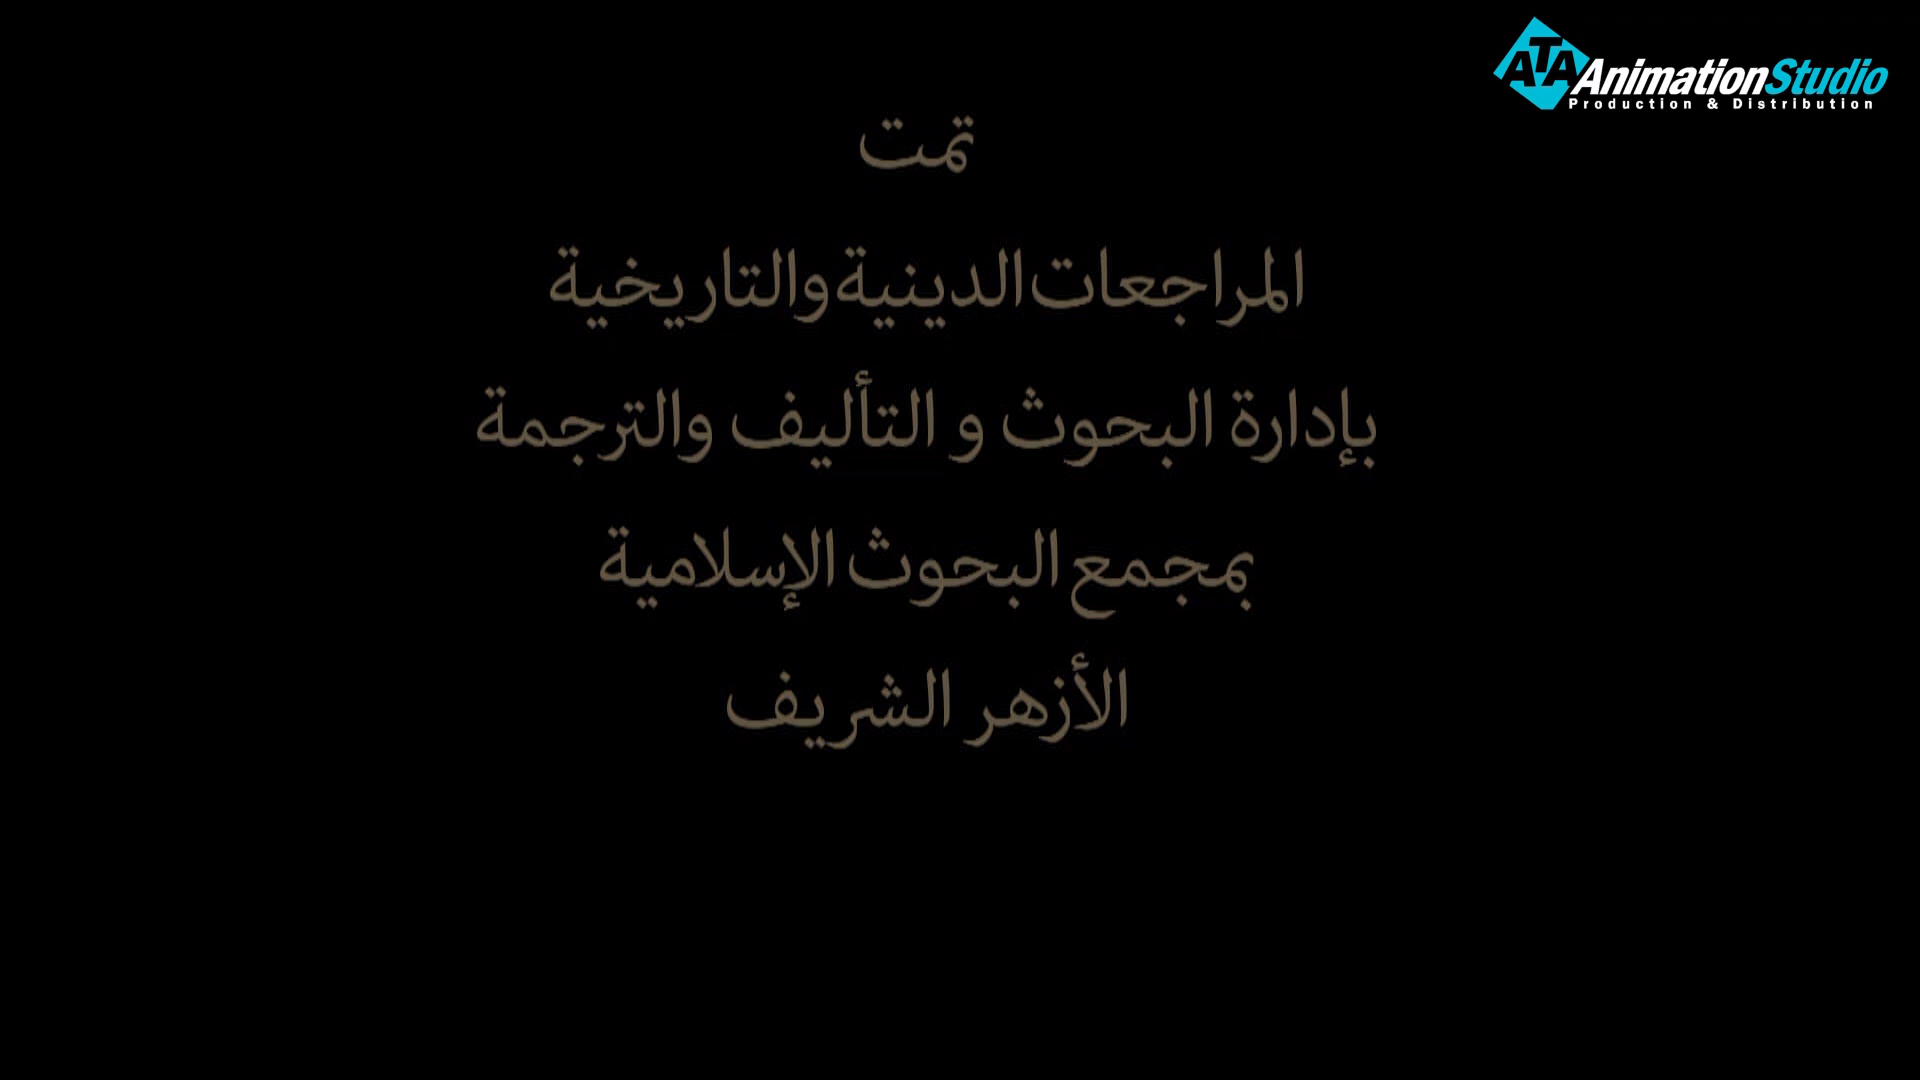 ATA AnimationStudio
Production & Distribution
تمت
المراجعات الدينية والتاريخية
بإدارة البحوث و التأليف والترجمة
بمجمع البحوث الإسلامية
الأزهر الشريف